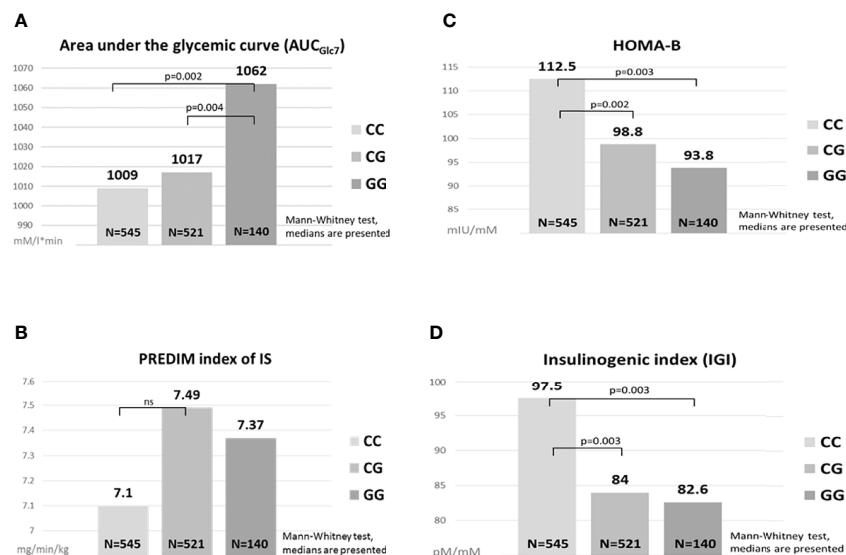 A
Area under the glycemic curve (AUCGlc7)
1070
1060
1050
1040
1030
1020
1010
1000
990
mM/l*min
p=0.002
p=0.004
1009
1017
1062
N=545
N=521
N=140
CC
CG
GG
Mann-Whitney test,
medians are presented
C
HOMA-B
115
110
105
100
95
90
85
mIU/mM
112.5
p=0.003
p=0.002
98.8
93.8
N=545
N=521
N=140
CC
CG
GG
Mann-Whitney test,
medians are presented
B
PREDIM index of IS
7.6
7.5
7.4
7.3
7.2
7.1
7
mg/min/kg
ns
7.1
7.49
7.37
N=545
N=521
N=140
CC
CG
GG
Mann-Whitney test,
medians are presented
D
Insulinogenic index (IGI)
100
95
90
85
80
75
pM/mM
97.5
p=0.003
p=0.003
84
82.6
N=545
N=521
N=140
CC
CG
GG
Mann-Whitney test,
medians are presented